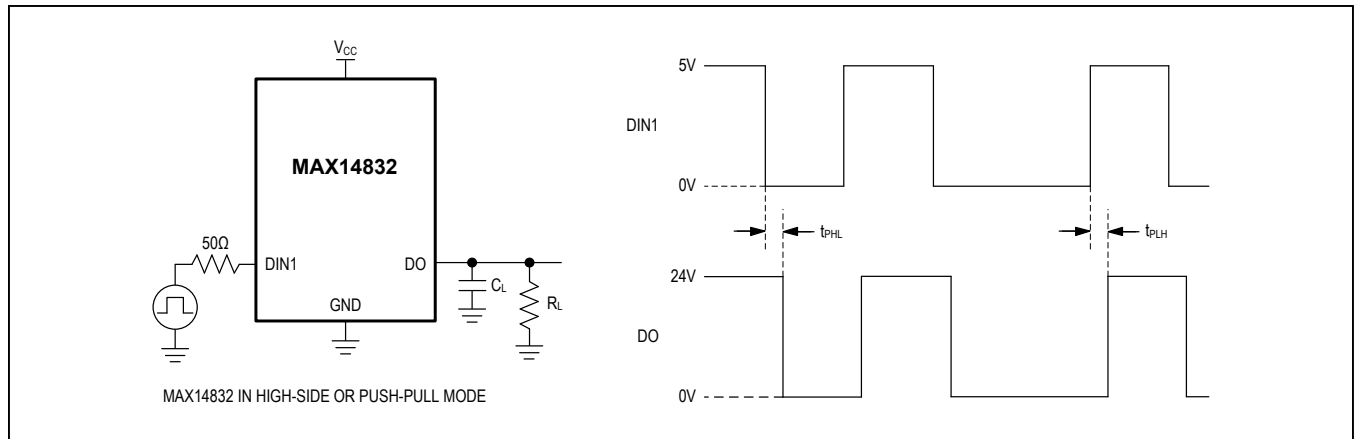 VCC
MAX14832
50Ω
DIN1
DO
CL
RL
GND
MAX14832 IN HIGH-SIDE OR PUSH-PULL MODE
5V
DIN1
0V
tPHL
tPLH
24V
DO
0V